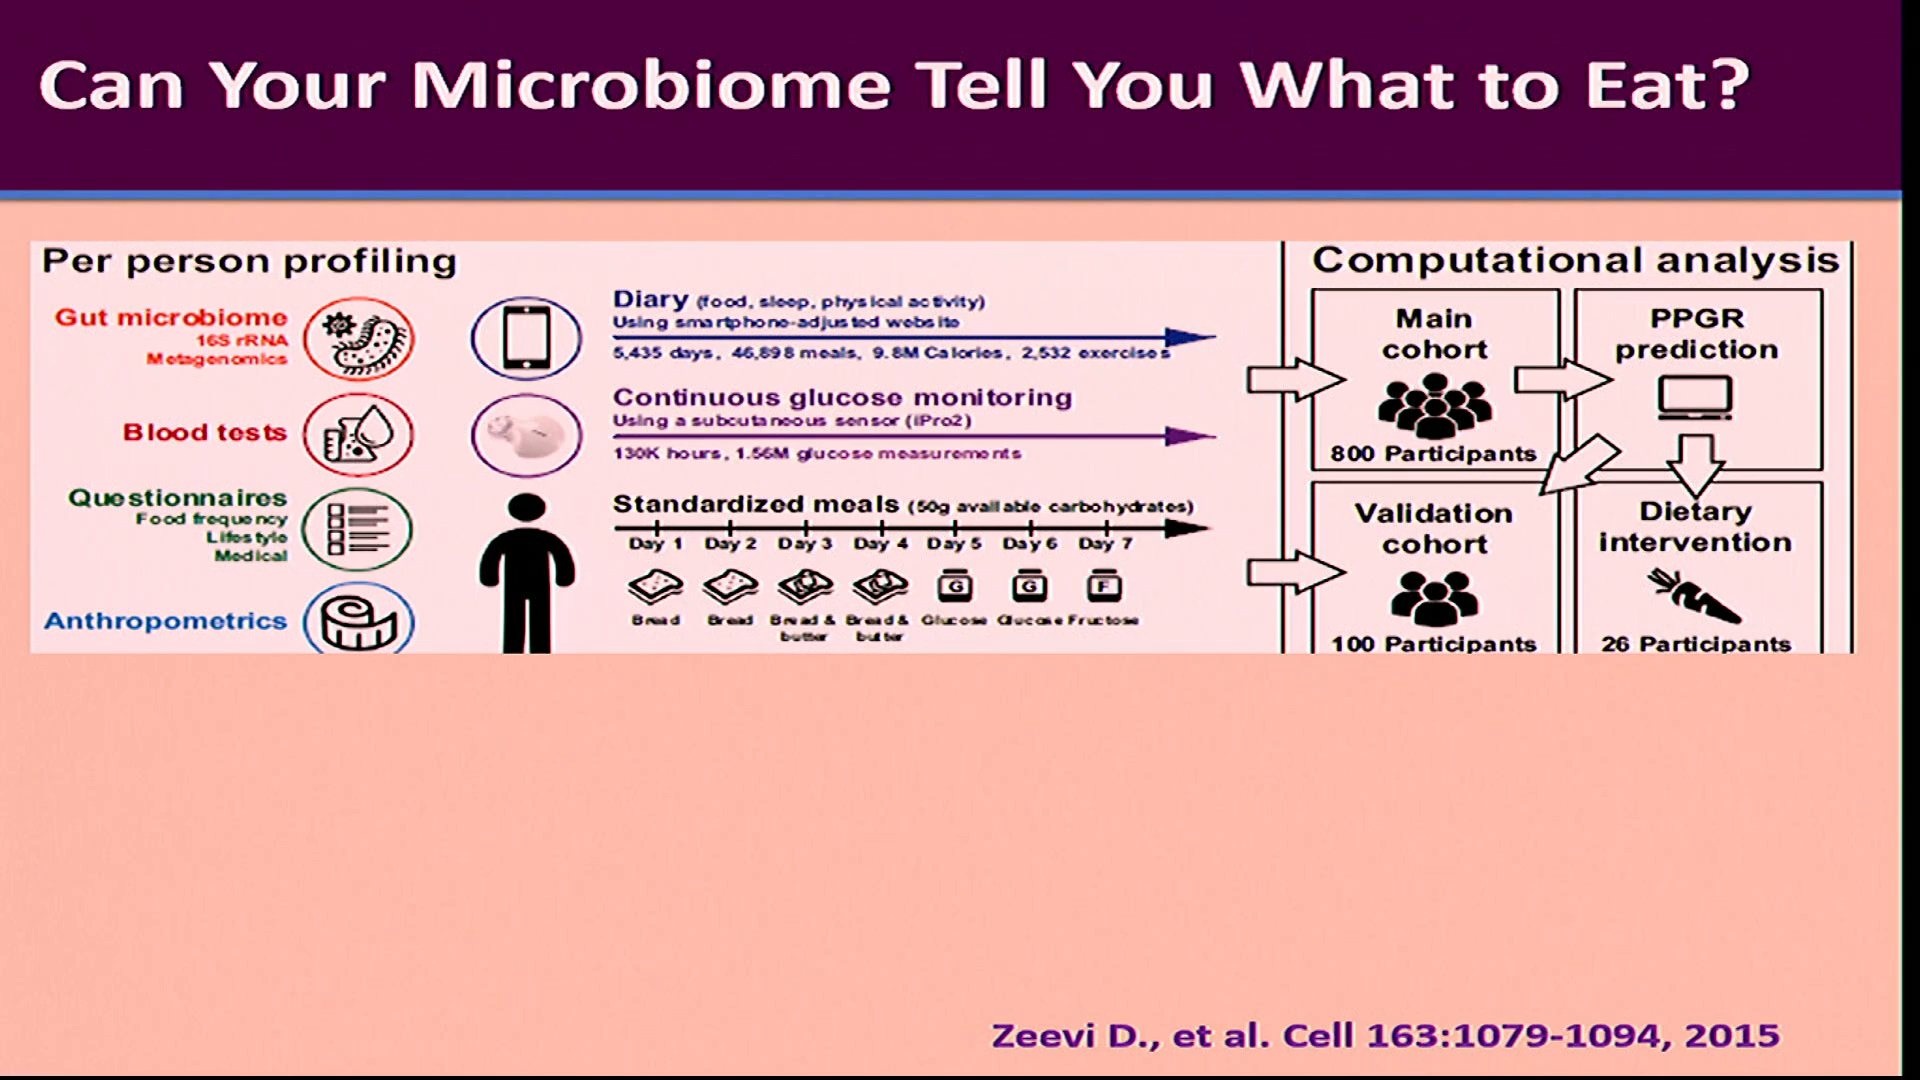 Can Your Microbiome Tell You What to Eat?
Per person profiling
Gut microbiome
16S rRNA
Metagenomics
Blood tests
Questionnaires
Food frequency
Lifestyle
Medical
Anthropometrics
Diary (food, sleep, physical activity)
Using smartphone-adjusted website
5,435 days, 46,898 meals, 9.8M Calories, 2,532 exercises
Continuous glucose monitoring
Using a subcutaneous sensor (iPro2)
130K hours, 1.56M glucose measurements
Standardized meals (50g available carbohydrates)
Day 1 Day 2 Day 3 Day 4 Day 5 Day 6 Day 7
G G F
Bread Bread Bread & Bread & Glucose Glucose Fructose
butter butter
Computational analysis
Main
cohort
800 Participants
PPGR
prediction
Validation
cohort
100 Participants
Dietary
intervention
26 Participants
Zeevi D., et al. Cell 163:1079-1094, 2015